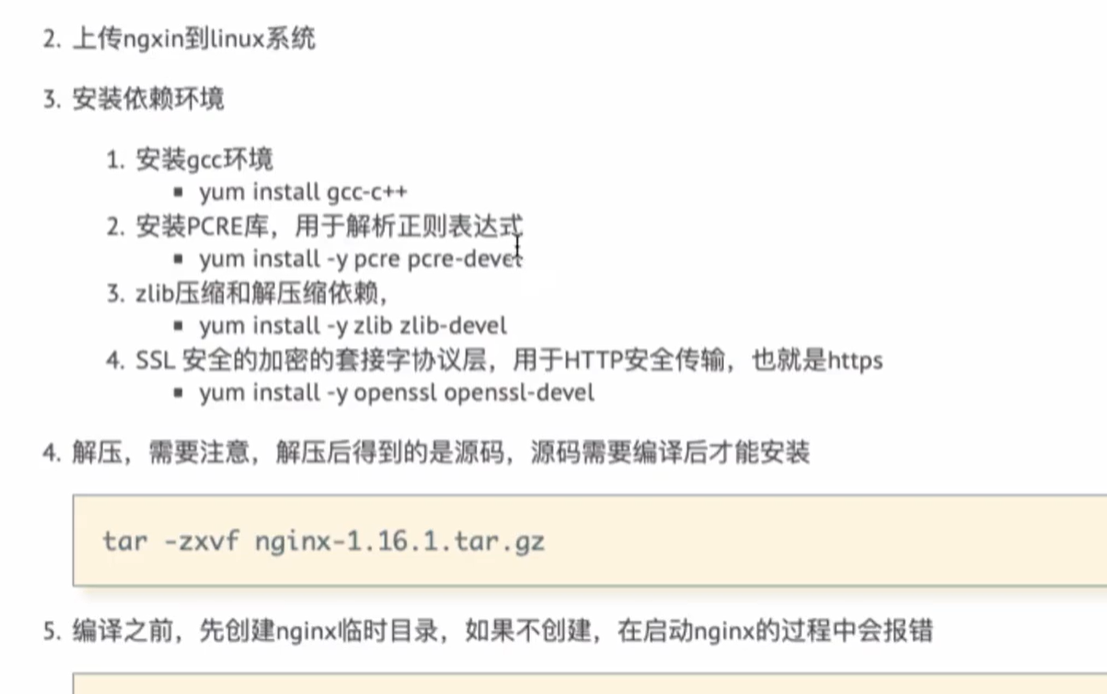 2. 上传ngxin到linux系统
3. 安装依赖环境
1. 安装gcc环境
▪ yum install gcc-c++
2. 安装PCRE库，用于解析正则表达式
▪ yum install -y pcre pcre-devel
3. zlib压缩和解压缩依赖，
▪ yum install -y zlib zlib-devel
4. SSL 安全的加密的套接字协议层，用于HTTP安全传输，也就是https
▪ yum install -y openssl openssl-devel
4. 解压，需要注意，解压后得到的是源码，源码需要编译后才能安装
tar -zxvf nginx-1.16.1.tar.gz
5. 编译之前，先创建nginx临时目录，如果不创建，在启动nginx的过程中会报错